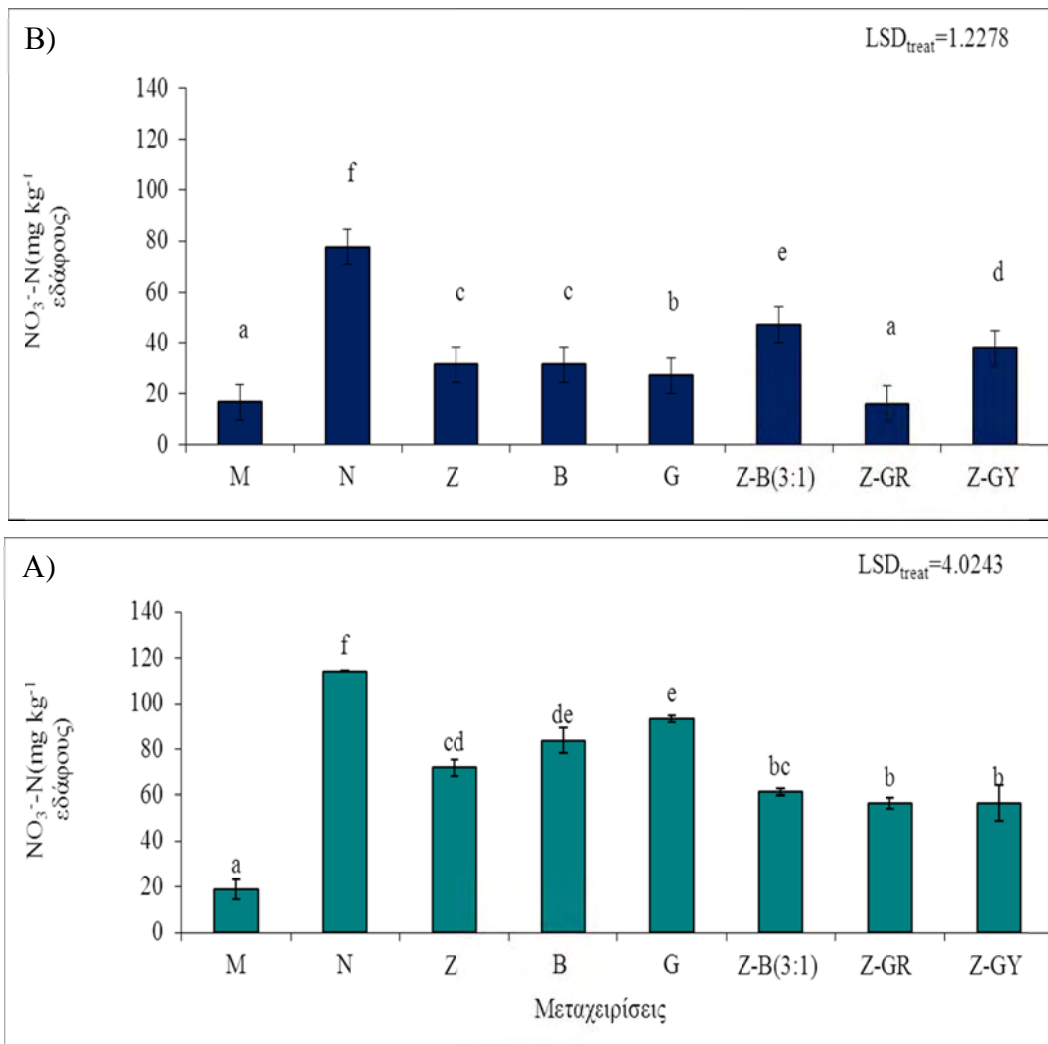 B)
LSDtreat=1.2278
NO3--N(mg kg-1
εδάφους)
140
120
100
80
60
40
20
0
a
f
c
c
b
e
a
d
M N Z B G Z-B(3:1) Z-GR Z-GY
A)
LSDtreat=4.0243
NO3--N(mg kg-1
εδάφους)
140
120
100
80
60
40
20
0
a
f
cd
de
e
bc
b
b
M N Z B G Z-B(3:1) Z-GR Z-GY
Μεταχειρίσεις